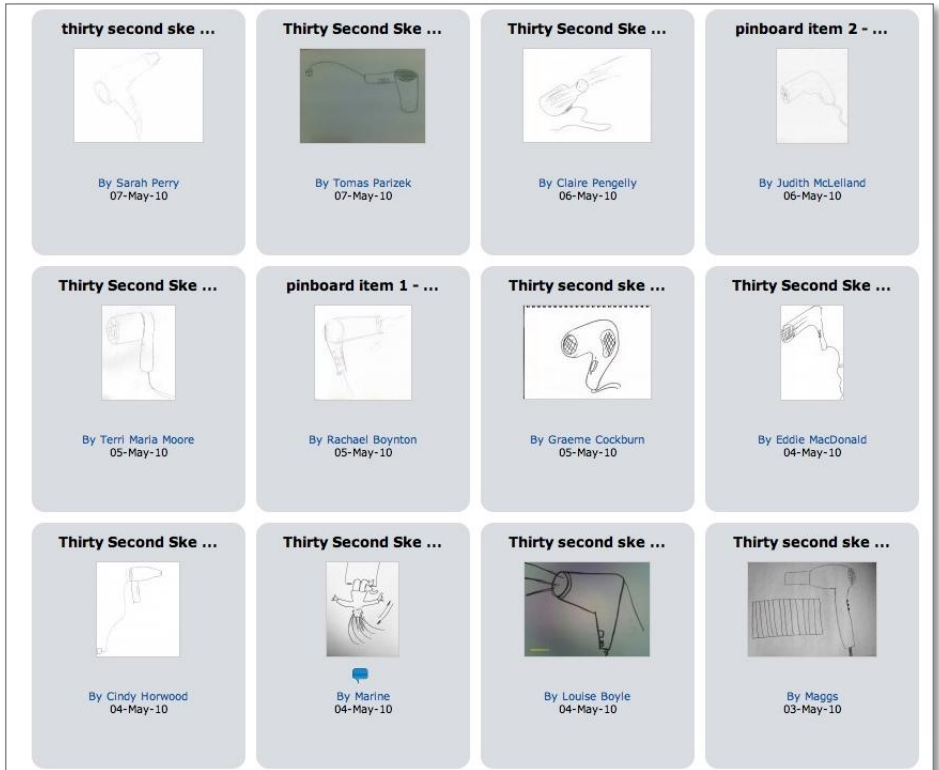 thirty second ske ...
By Sarah Perry
07-May-10
Thirty Second Ske ...
By Tomas Parizek
07-May-10
Thirty Second Ske ...
By Claire Pengelly
06-May-10
pinboard item 2 - ...
By Judith McLelland
06-May-10
Thirty Second Ske ...
By Terri Maria Moore
05-May-10
pinboard item 1 - ...
By Rachael Boynton
05-May-10
Thirty second ske ...
By Graeme Cockburn
05-May-10
Thirty Second Ske ...
By Eddie MacDonald
04-May-10
Thirty Second Ske ...
By Cindy Horwood
04-May-10
Thirty Second Ske ...
By Marine
04-May-10
Thirty second ske ...
By Louise Boyle
04-May-10
Thirty second ske ...
By Maggs
03-May-10